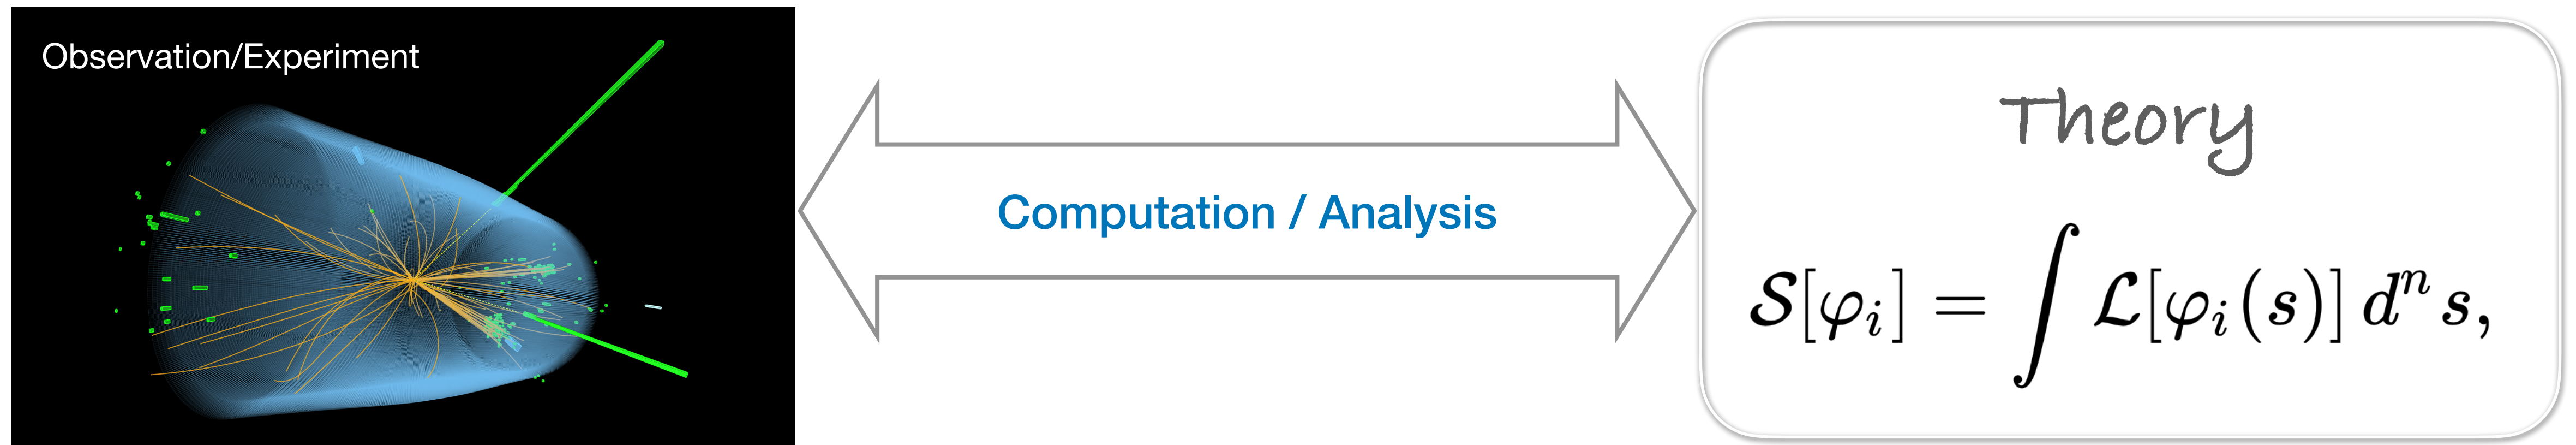 Observation/Experiment
Computation / Analysis
Theory
𝒮[φᵢ] = ∫ ℒ[φᵢ(s)] dⁿs,